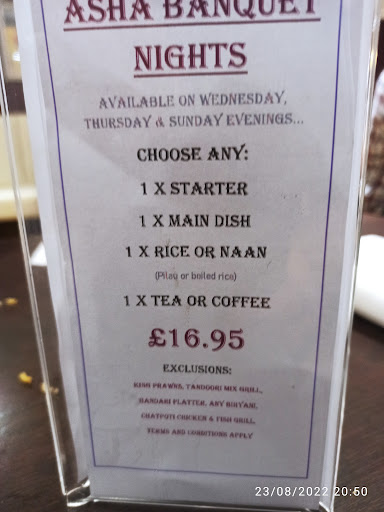 ASHA BANQUET
NIGHTS
AVAILABLE ON WEDNESDAY,
THURSDAY & SUNDAY EVENINGS...
CHOOSE ANY:
1 X STARTER
1 X MAIN DISH
1 X RICE OR NAAN
(Pilau or boiled rice)
1 X TEA OR COFFEE
£16.95
EXCLUSIONS:
KING PRAWNS, TANDOORI MIX GRILL,
HANDARI PLATTER, ANY BIRYANI,
CHATPOTI CHICKEN & FISH GRILL,
TERMS AND CONDITIONS APPLY
23/08/2022 20:50